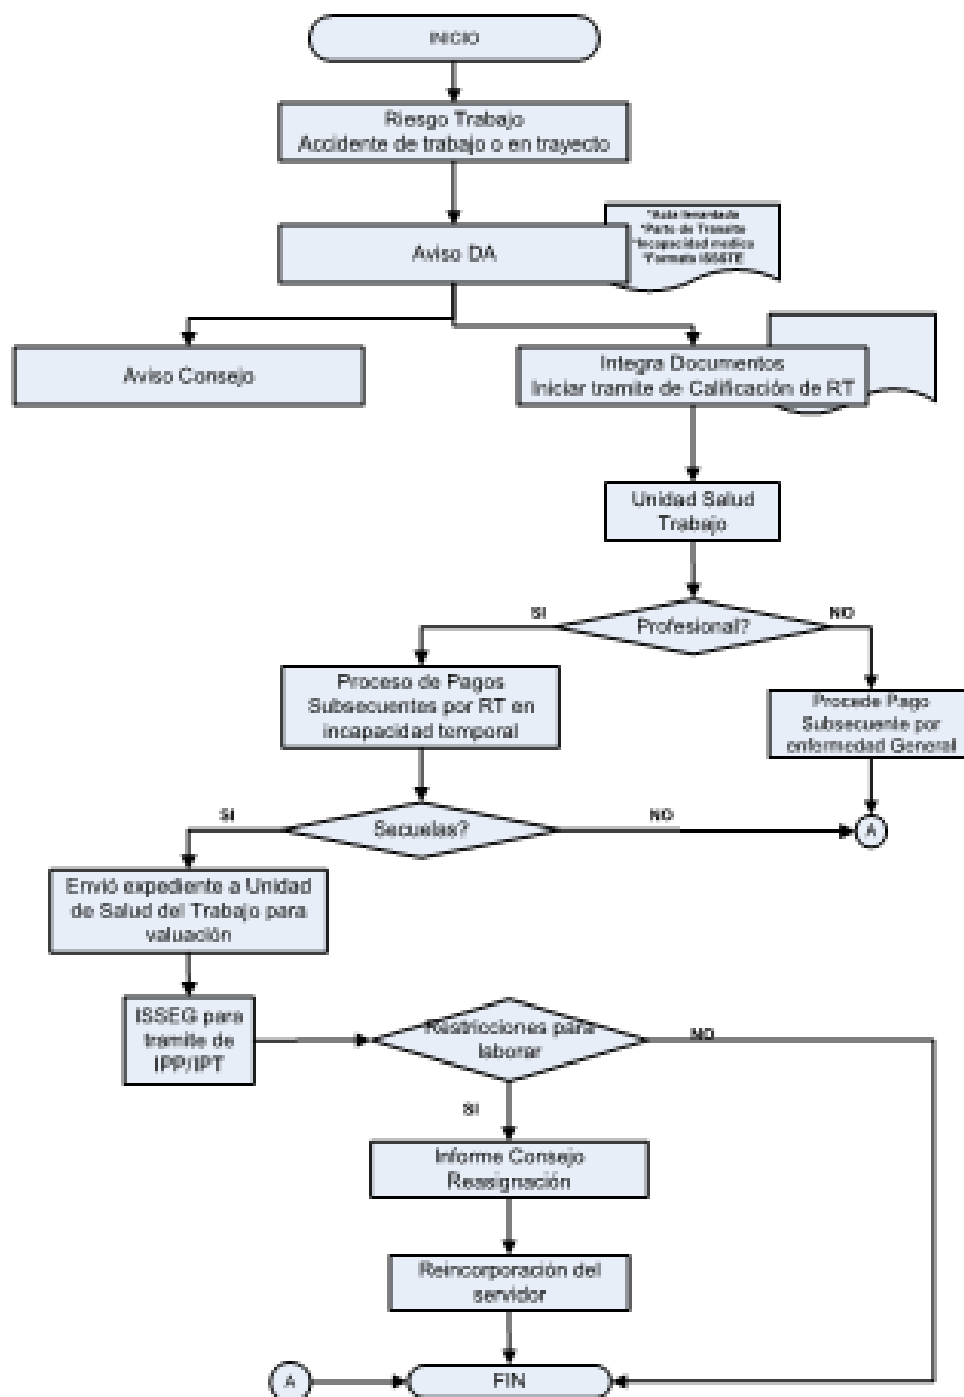 INICIO
Riesgo Trabajo
Accidente de trabajo o en trayecto
*Acta levantada
*Parte de Transito
*Incapacidad medica
*Formato ISSSTE
Aviso DA
Aviso Consejo
Integra Documentos
Iniciar tramite de Calificación de RT
Unidad Salud
Trabajo
SI
Profesional?
NO
Proceso de Pagos
Subsecuentes por RT en
incapacidad temporal
Procede Pago
Subsecuente por
enfermedad General
SI
Secuelas?
NO
A
Envió expediente a Unidad
de Salud del Trabajo para
valuación
ISSEG para
tramite de
IPP/IPT
Restricciones para
laborar
NO
SI
Informe Consejo
Reasignación
Reincorporación del
servidor
A
FIN